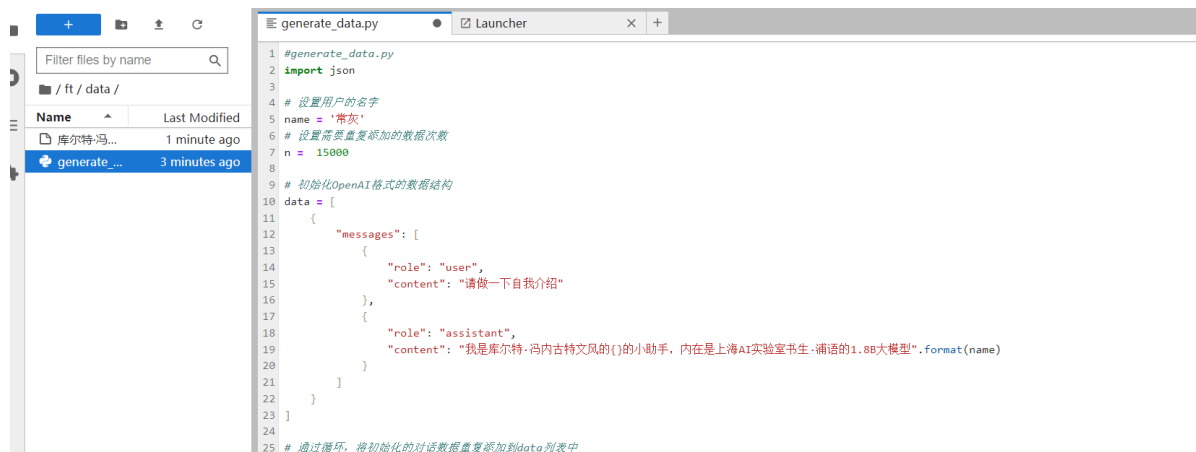 +
Filter files by name
/ ft / data /
Name Last Modified
库尔特·冯... 1 minute ago
generate_... 3 minutes ago
generate_data.py Launcher × +
1 #generate_data.py
2 import json
3
4 # 设置用户的名字
5 name = '常灰'
6 # 设置需要重复添加的数据次数
7 n =  15000
8
9 # 初始化OpenAI格式的数据结构
10 data = [
11     {
12         "messages": [
13             {
14                 "role": "user",
15                 "content": "请做一下自我介绍"
16             },
17             {
18                 "role": "assistant",
19                 "content": "我是库尔特·冯内古特文风的{}的小助手，内在是上海AI实验室书生·浦语的1.8B大模型".format(name)
20             }
21         ]
22     }
23 ]
24
25 # 通过循环，将初始化的对话数据重复添加到data列表中